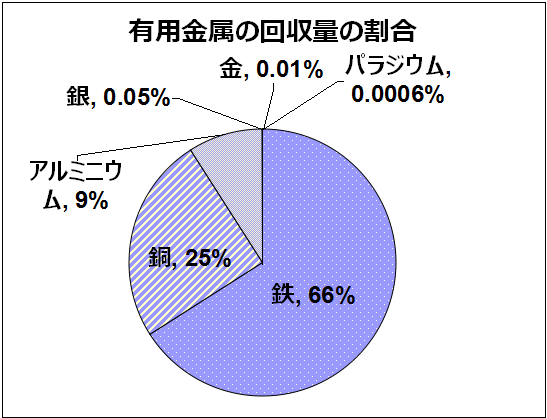 有用金属の回収量の割合
金, 0.01%
パラジウム,
0.0006%
銀, 0.05%
アルミニウ
ム, 9%
銅, 25%
鉄, 66%